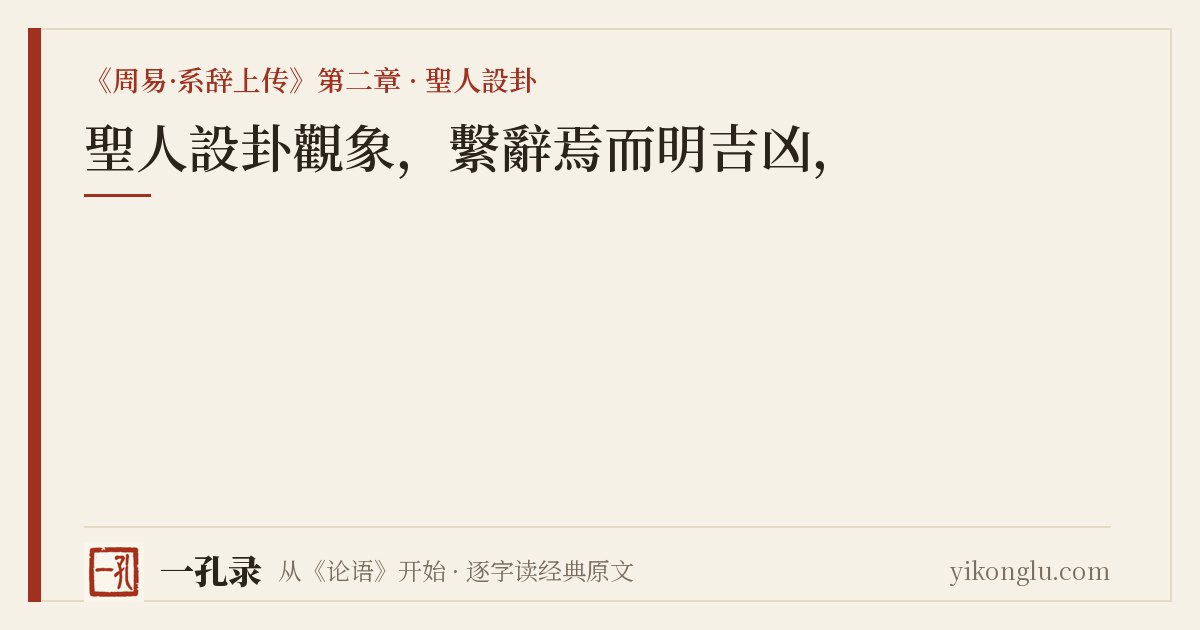 《周易·系辞上传》第二章 · 聖人設卦
聖人設卦觀象，繫辭焉而明吉凶，
一孔
一孔录 从《论语》开始 · 逐字读经典原文 yikonglu.com